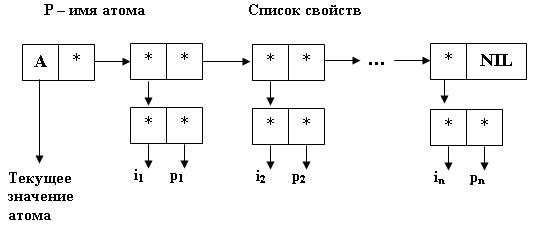 P – имя атома Список свойств
A * * * * * ... * NIL
* * * * * *
i1 p1 i2 p2 in pn
Текущее
значение
атома